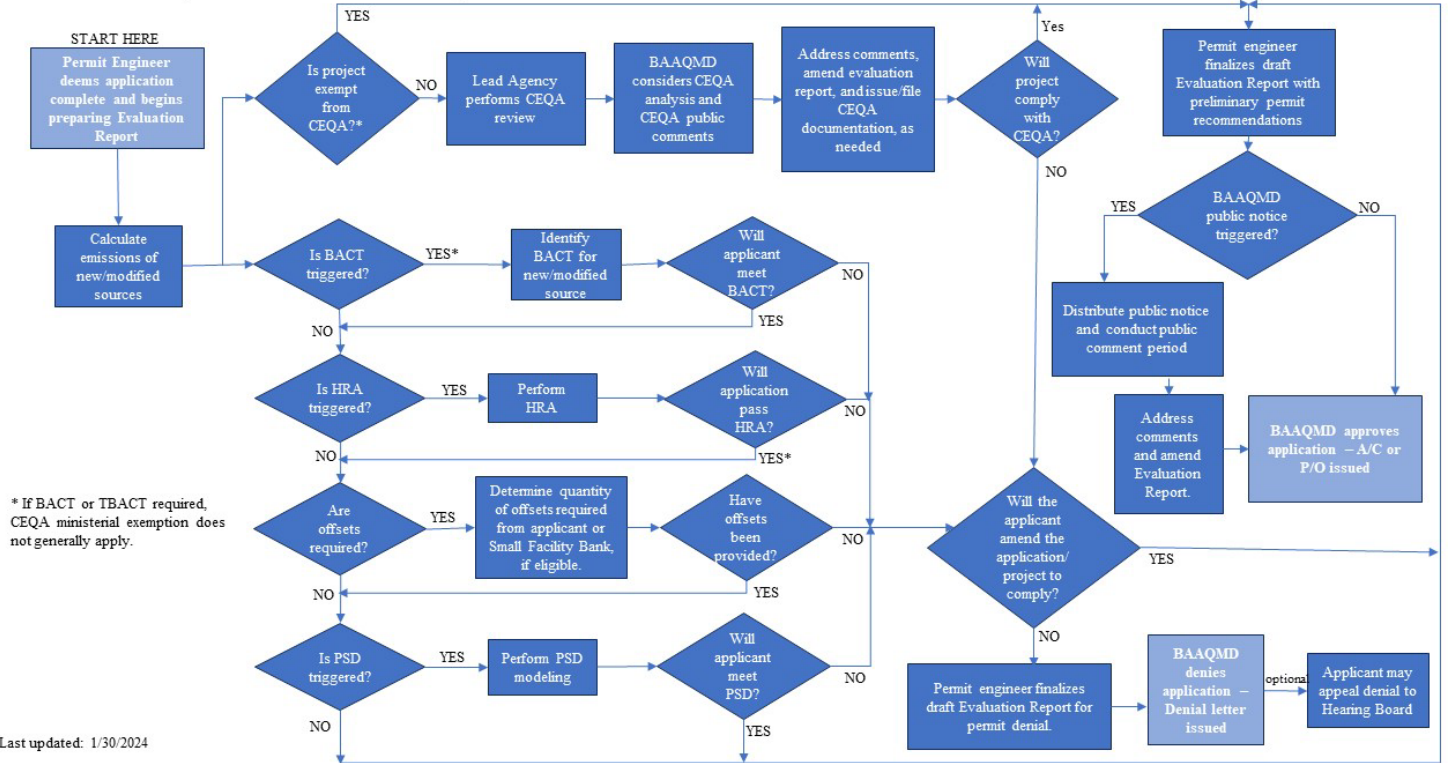 START HERE
Permit Engineer
deems application
complete and begins
preparing Evaluation
Report
Calculate
emissions of
new/modified
sources
YES
Is project
exempt
from
CEQA?*
NO
Lead Agency
performs CEQA
review
BAAQMD
considers CEQA
analysis and
CEQA public
comments
Address comments,
amend evaluation
report, and issue/file
CEQA
documentation, as
needed
Yes
Will
project
comply
with
CEQA?
NO
Permit engineer
finalizes draft
Evaluation Report with
preliminary permit
recommendations
BAAQMD
public notice
triggered?
YES
NO
Distribute public notice
and conduct public
comment period
Address
comments
and amend
Evaluation
Report.
BAAQMD approves
application – A/C or
P/O issued
Is BACT
triggered?
YES*
Identify
BACT for
new/modified
source
Will
applicant
meet
BACT?
NO
YES
NO
Is HRA
triggered?
YES
Perform
HRA
Will
application
pass
HRA?
NO
YES*
NO
Are
offsets
required?
YES
Determine quantity
of offsets required
from applicant or
Small Facility Bank,
if eligible.
Have
offsets
been
provided?
NO
YES
NO
Is PSD
triggered?
YES
Perform PSD
modeling
Will
applicant
meet
PSD?
NO
YES
NO
Will the
applicant
amend the
application/
project to
comply?
YES
NO
Permit engineer finalizes
draft Evaluation Report for
permit denial.
BAAQMD
denies
application –
Denial letter
issued
optional
Applicant may
appeal denial to
Hearing Board
* If BACT or TBACT required,
CEQA ministerial exemption does
not generally apply.
Last updated: 1/30/2024